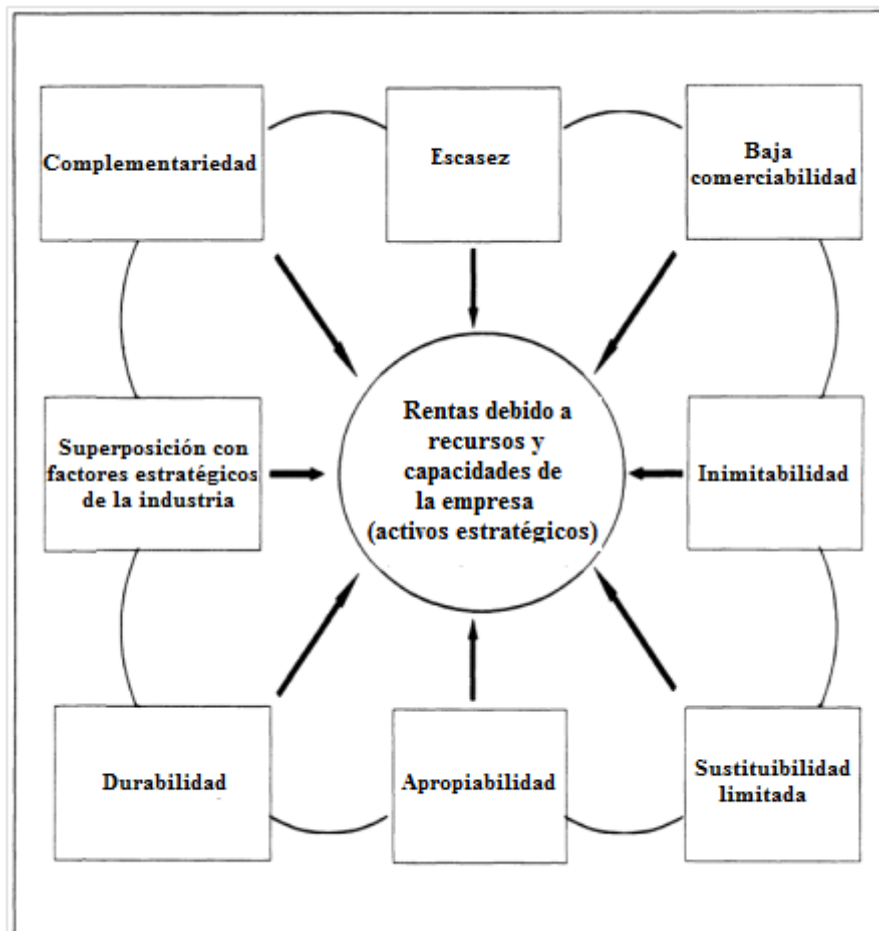 Complementariedad
Escasez
Baja
comerciabilidad
Superposición con
factores estratégicos
de la industria
Rentas debido a
recursos y
capacidades de
la empresa
(activos estratégicos)
Inimitabilidad
Durabilidad
Apropiabilidad
Sustituibilidad
limitada